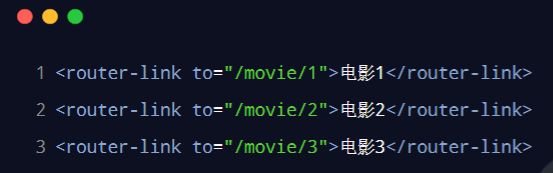 1 <router-link to="/movie/1">电影1</router-link>
2 <router-link to="/movie/2">电影2</router-link>
3 <router-link to="/movie/3">电影3</router-link>